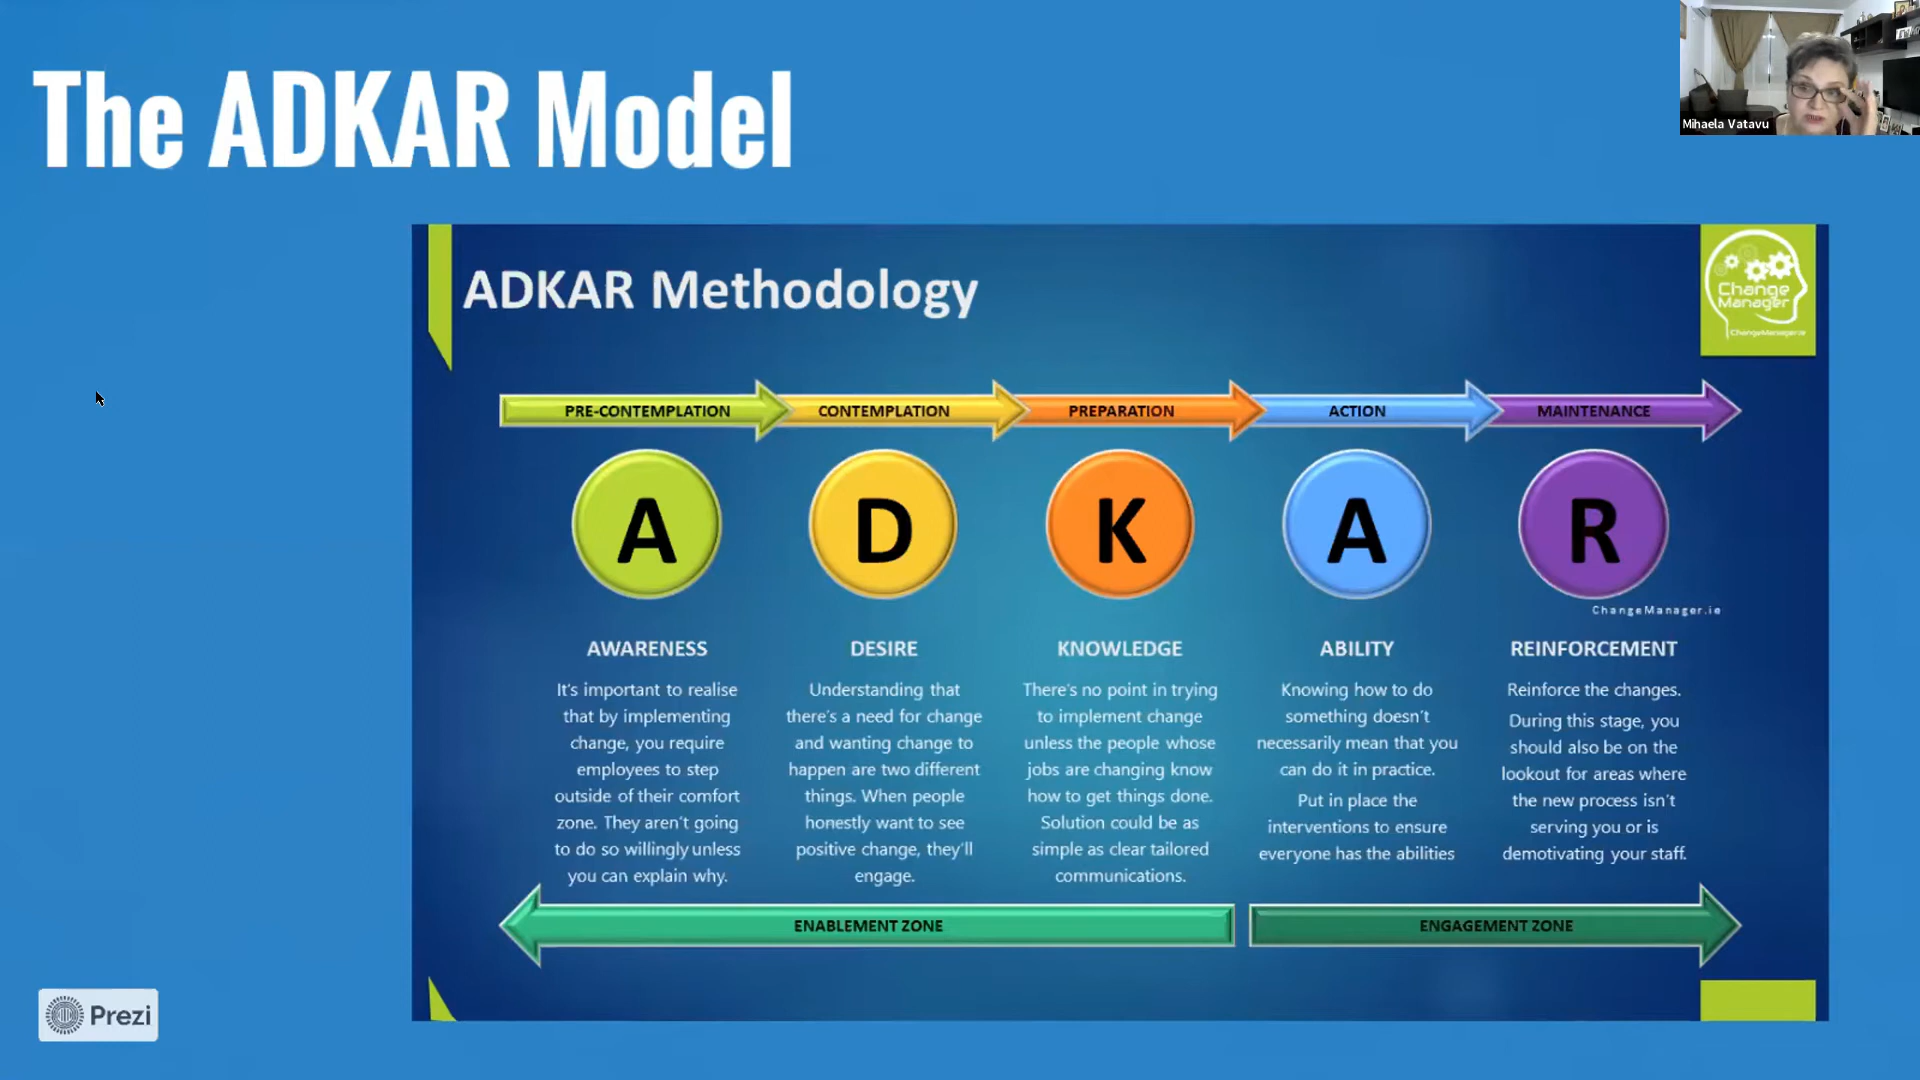 The ADKAR Model
Mihaela Vatavu
ADKAR Methodology
Change
Manager
ChangeManager.ie
PRE-CONTEMPLATION
CONTEMPLATION
PREPARATION
ACTION
MAINTENANCE
A
D
K
A
R
ChangeManager.ie
AWARENESS
It's important to realise
that by implementing
change, you require
employees to step
outside of their comfort
zone. They aren't going
to do so willingly unless
you can explain why.
DESIRE
Understanding that
there's a need for change
and wanting change to
happen are two different
things. When people
honestly want to see
positive change, they'll
engage.
KNOWLEDGE
There's no point in trying
to implement change
unless the people whose
jobs are changing know
how to get things done.
Solution could be as
simple as clear tailored
communications.
ABILITY
Knowing how to do
something doesn't
necessarily mean that you
can do it in practice.
Put in place the
interventions to ensure
everyone has the abilities
REINFORCEMENT
Reinforce the changes.
During this stage, you
should also be on the
lookout for areas where
the new process isn't
serving you or is
demotivating your staff.
ENABLEMENT ZONE
ENGAGEMENT ZONE
Prezi